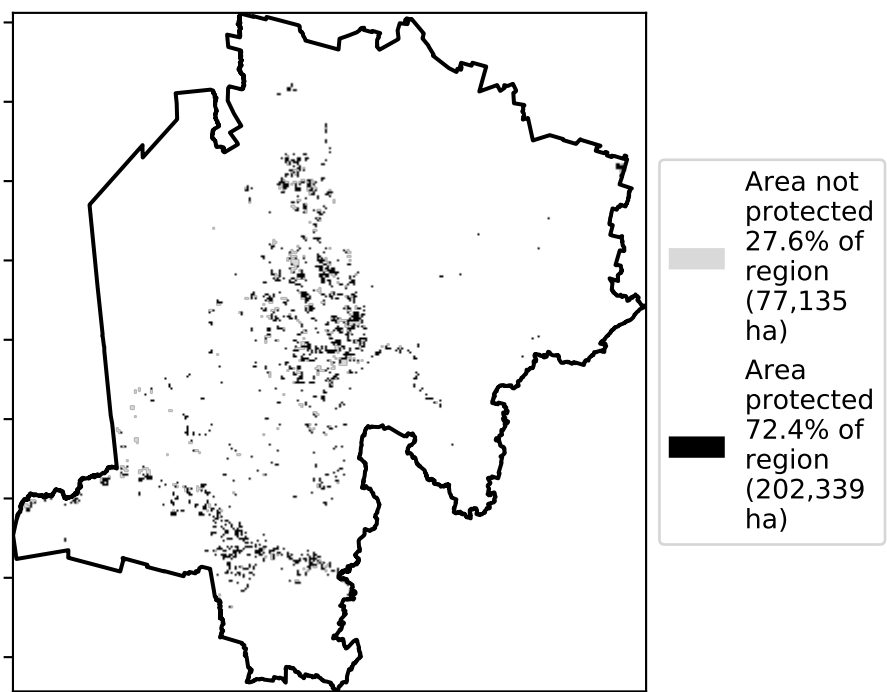 Area not
protected
27.6% of
region
(77,135
ha)
Area
protected
72.4% of
region
(202,339
ha)